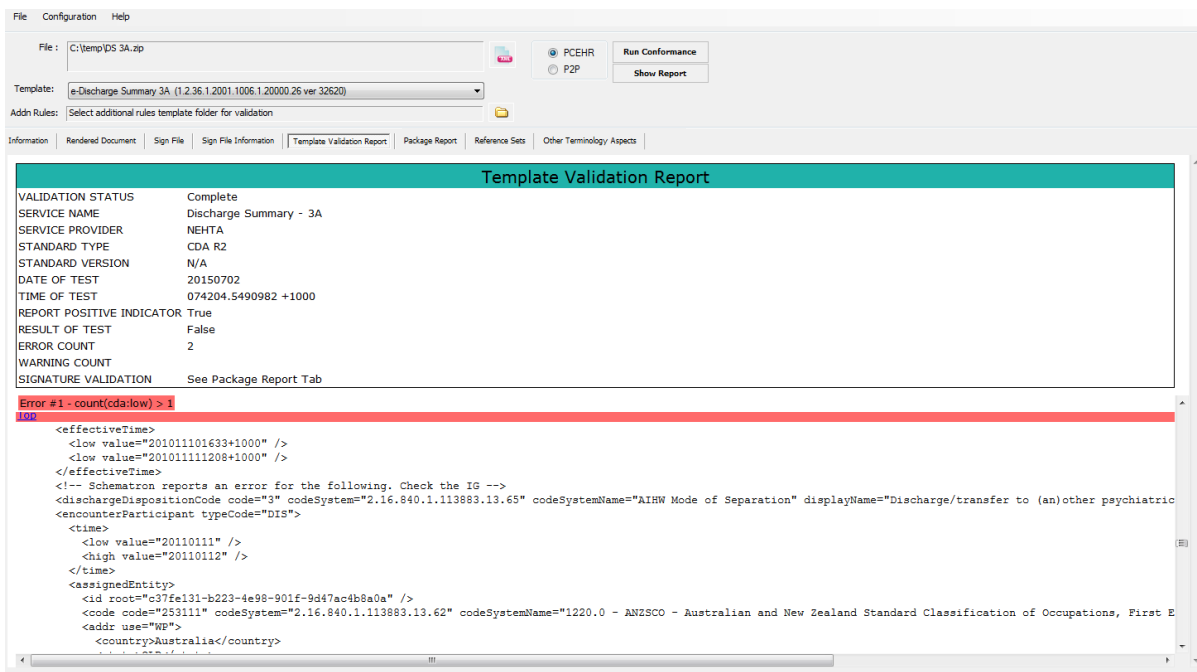 File Configuration Help
File : C:\temp\DS 3A.zip
XML
PCEHR
P2P
Run Conformance
Show Report
Template: e-Discharge Summary 3A (1.2.36.1.2001.1006.1.20000.26 ver 32620)
Addn Rules: Select additional rules template folder for validation
Information Rendered Document Sign File Sign File Information Template Validation Report Package Report Reference Sets Other Terminology Aspects
Template Validation Report
VALIDATION STATUS Complete
SERVICE NAME Discharge Summary - 3A
SERVICE PROVIDER NEHTA
STANDARD TYPE CDA R2
STANDARD VERSION N/A
DATE OF TEST 20150702
TIME OF TEST 074204.5490982 +1000
REPORT POSITIVE INDICATOR True
RESULT OF TEST False
ERROR COUNT 2
WARNING COUNT
SIGNATURE VALIDATION See Package Report Tab
Error #1 - count(cda:low) > 1
Top
<effectiveTime>
<low value="201011101633+1000" />
<low value="201011111208+1000" />
</effectiveTime>
<!-- Schematron reports an error for the following. Check the IG -->
<dischargeDispositionCode code="3" codeSystem="2.16.840.1.113883.13.65" codeSystemName="AIHW Mode of Separation" displayName="Discharge/transfer to (an)other psychiatric
<encounterParticipant typeCode="DIS">
<time>
<low value="20110111" />
<high value="20110112" />
</time>
<assignedEntity>
<id root="c37fe131-b223-4e98-901f-9d47ac4b8a0a" />
<code code="253111" codeSystem="2.16.840.1.113883.13.62" codeSystemName="1220.0 - ANZSCO - Australian and New Zealand Standard Classification of Occupations, First E
<addr use="WP">
<country>Australia</country>